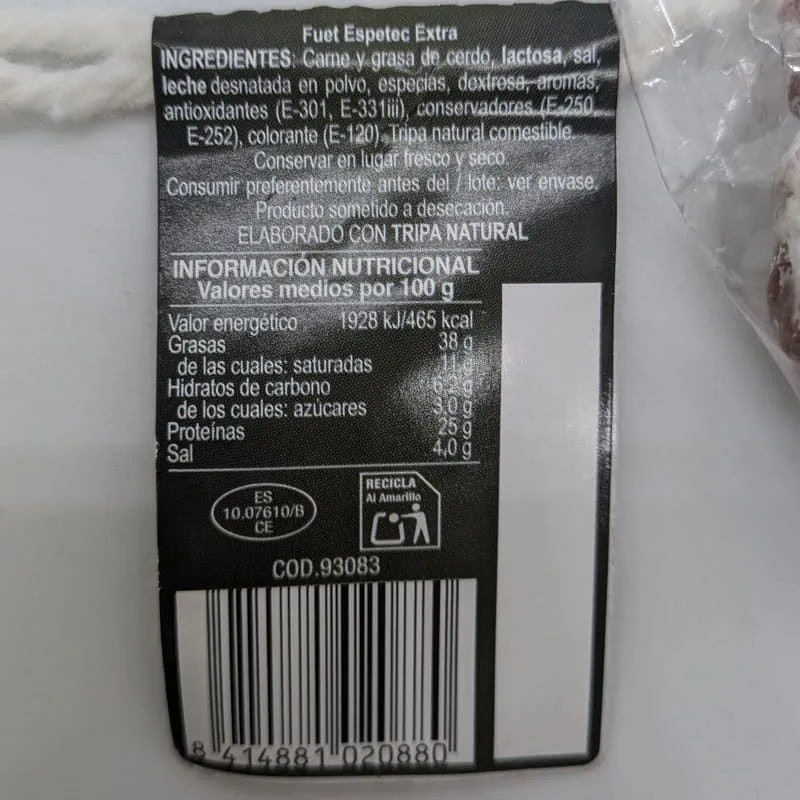 Fuet Espetec Extra
INGREDIENTES: Carne y grasa de cerdo, lactosa, sal,
leche desnatada en polvo, especias, dextrosa, aromas,
antioxidantes (E-301, E-331iii), conservadores (E-250,
E-252), colorante (E-120). Tripa natural comestible.
Conservar en lugar fresco y seco.
Consumir preferentemente antes del / lote: ver envase.
Producto sometido a desecación.
ELABORADO CON TRIPA NATURAL
INFORMACIÓN NUTRICIONAL
Valores medios por 100 g
Valor energético 1928 kJ/465 kcal
Grasas 38 g
de las cuales: saturadas g
Hidratos de carbono g
de los cuales: azúcares 3,0 g
Proteínas 25 g
Sal 4,0 g
ES
10.07610/B
CE
RECICLA
Al Amarillo
COD.93083
8 414881 020880